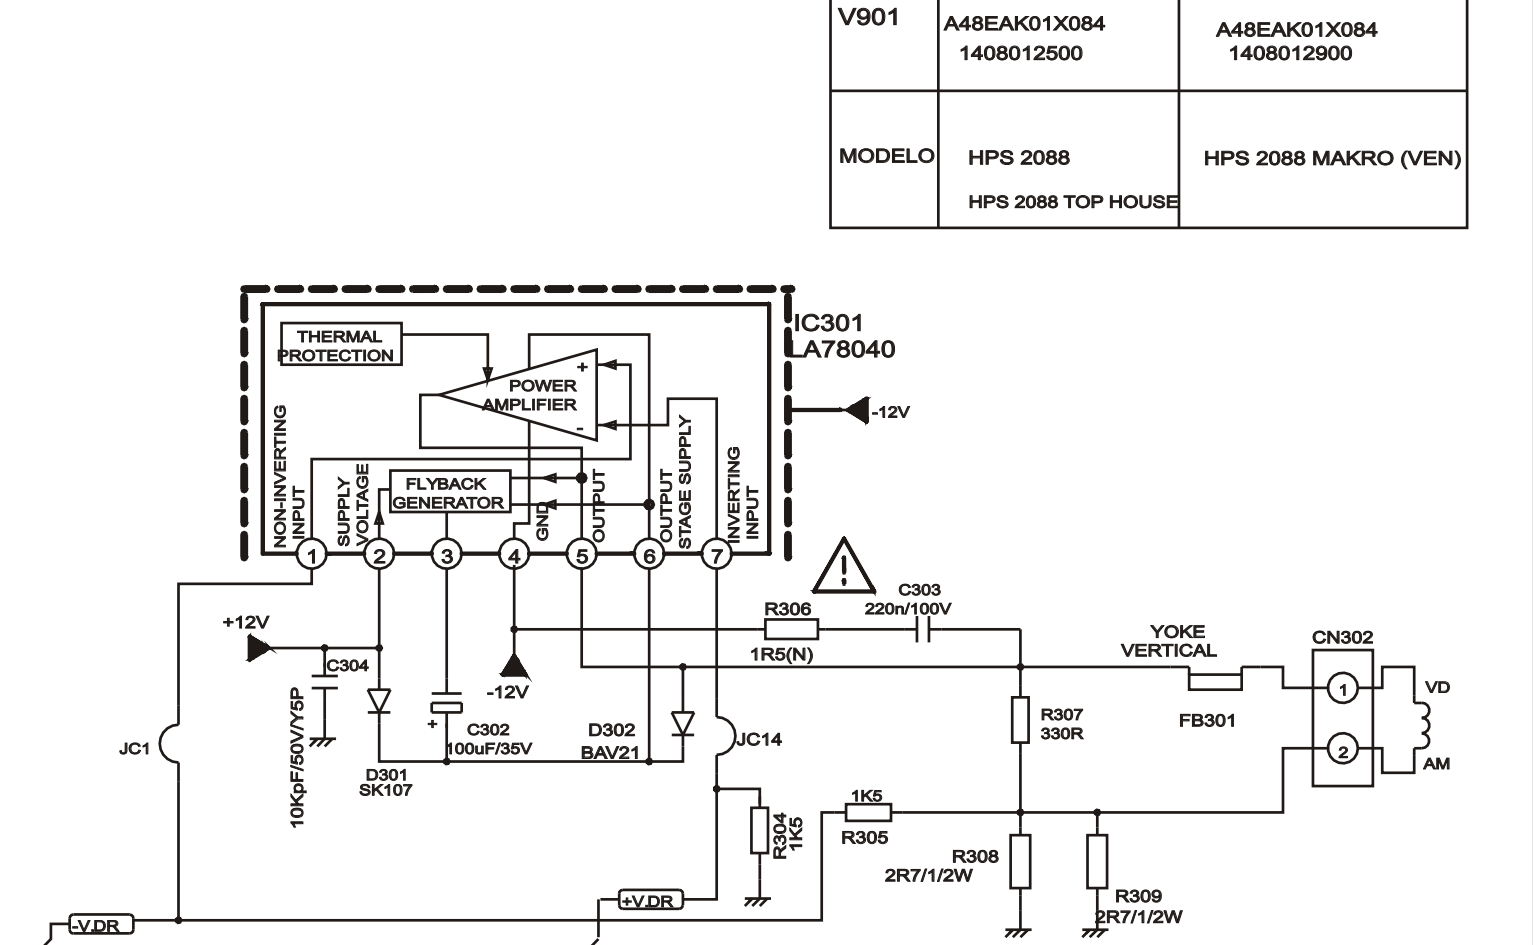 V901
A48EAK01X084
1408012500
A48EAK01X084
1408012900
MODELO
HPS 2088
HPS 2088 TOP HOUSE
HPS 2088 MAKRO (VEN)
IC301
LA78040
THERMAL
PROTECTION
POWER
AMPLIFIER
+
-
-12V
FLYBACK
GENERATOR
NON-INVERTING
INPUT
SUPPLY
VOLTAGE
GND
OUTPUT
OUTPUT
STAGE SUPPLY
INVERTING
INPUT
1
2
3
4
5
6
7
!
+12V
C304
10KpF/50V/Y5P
JC1
D301
SK107
+
C302
100uF/35V
-12V
R306
1R5(N)
C303
220n/100V
D302
BAV21
JC14
R304
1K5
1K5
R305
R307
330R
R308
2R7/1/2W
R309
2R7/1/2W
YOKE
VERTICAL
FB301
CN302
1
2
VD
AM
+V.DR
-V.DR